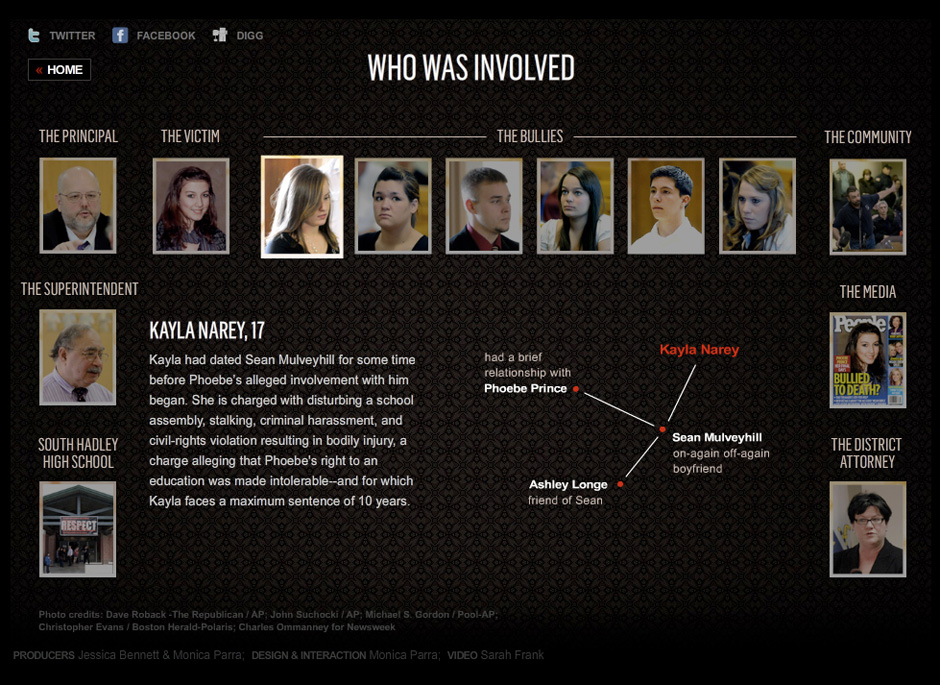 TWITTER FACEBOOK DIGG
« HOME
WHO WAS INVOLVED
THE PRINCIPAL
THE VICTIM
THE BULLIES
THE COMMUNITY
THE SUPERINTENDENT
THE MEDIA
People
BULLIED
TO DEATH?
SOUTH HADLEY
HIGH SCHOOL
RESPECT
THE DISTRICT
ATTORNEY
KAYLA NAREY, 17
Kayla had dated Sean Mulveyhill for some time
before Phoebe's alleged involvement with him
began. She is charged with disturbing a school
assembly, stalking, criminal harassment, and
civil-rights violation resulting in bodily injury, a
charge alleging that Phoebe's right to an
education was made intolerable--and for which
Kayla faces a maximum sentence of 10 years.
had a brief
relationship with
Phoebe Prince
Kayla Narey
Sean Mulveyhill
on-again off-again
boyfriend
Ashley Longe
friend of Sean
Photo credits: Dave Roback -The Republican / AP; John Suchocki / AP; Michael S. Gordon / Pool-AP;
Christopher Evans / Boston Herald-Polaris; Charles Ommanney for Newsweek
PRODUCERS Jessica Bennett & Monica Parra; DESIGN & INTERACTION Monica Parra; VIDEO Sarah Frank